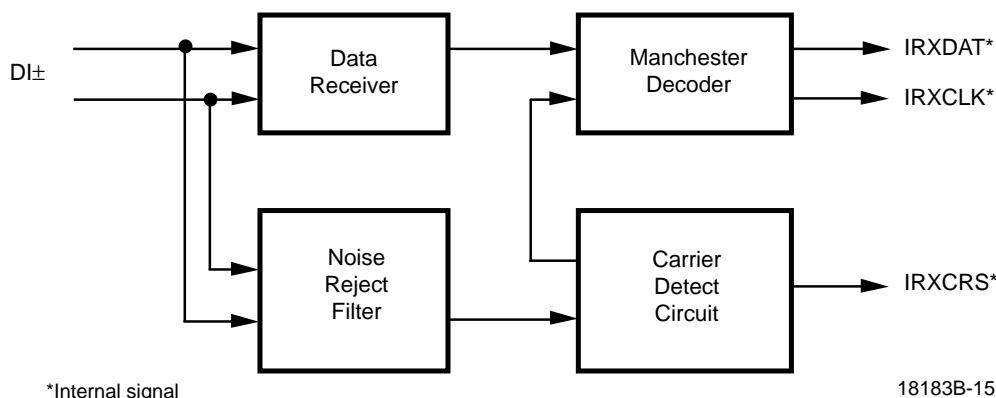 DI±
Data
Receiver
Manchester
Decoder
IRXDAT*
IRXCLK*
Noise
Reject
Filter
Carrier
Detect
Circuit
IRXCRS*
*Internal signal
18183B-15